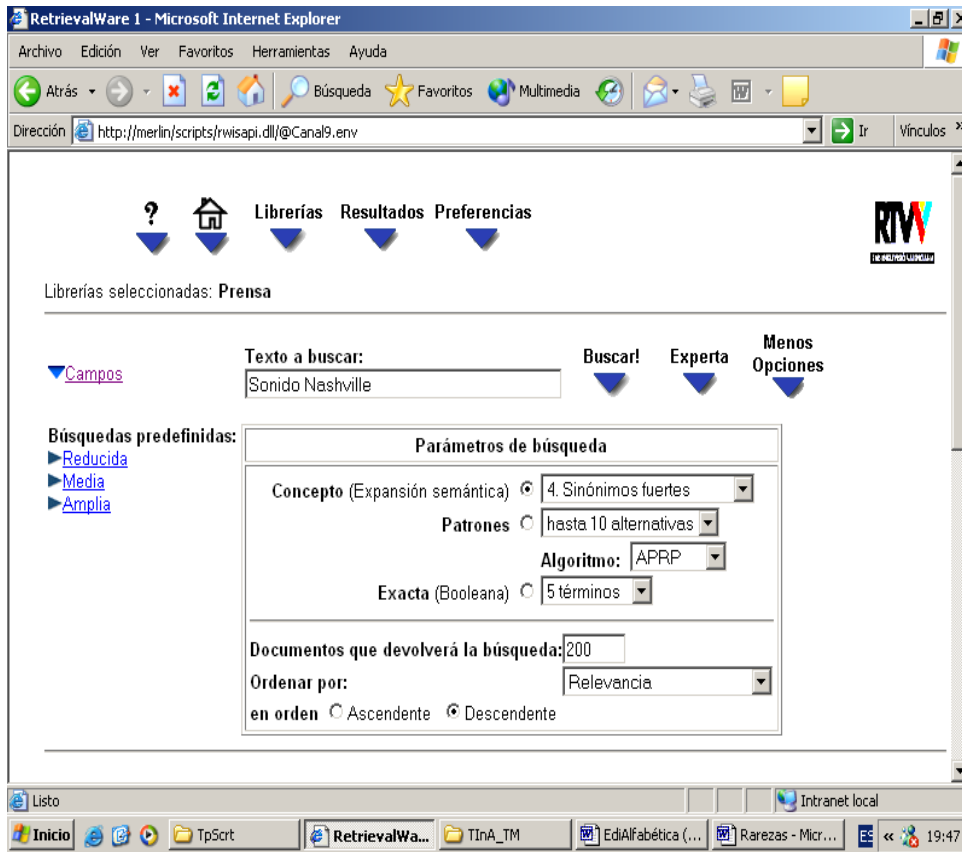 RetrievalWare 1 - Microsoft Internet Explorer
Archivo Edición Ver Favoritos Herramientas Ayuda
Atrás Búsqueda Favoritos Multimedia
Dirección http://merlin/scripts/rwisapi.dll/@Canal9.env Ir Vínculos »
? Librerías Resultados Preferencias
RTVV
Librerías seleccionadas: Prensa
Menos
Texto a buscar: Buscar! Experta Opciones
Campos
Sonido Nashville
Búsquedas predefinidas:
Reducida
Media
Amplia
Parámetros de búsqueda
Concepto (Expansión semántica) 4. Sinónimos fuertes
Patrones hasta 10 alternativas
Algoritmo: APRP
Exacta (Booleana) 5 términos
Documentos que devolverá la búsqueda: 200
Ordenar por: Relevancia
en orden Ascendente Descendente
Listo Intranet local
Inicio TpScrt RetrievalWa... TInA_TM EdiAlfabética (... Rarezas - Micr... ES « 19:47